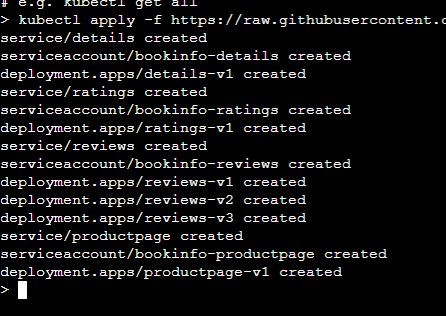 # e.g. kubectl get all
> kubectl apply -f https://raw.githubusercontent.c
service/details created
serviceaccount/bookinfo-details created
deployment.apps/details-v1 created
service/ratings created
serviceaccount/bookinfo-ratings created
deployment.apps/ratings-v1 created
service/reviews created
serviceaccount/bookinfo-reviews created
deployment.apps/reviews-v1 created
deployment.apps/reviews-v2 created
deployment.apps/reviews-v3 created
service/productpage created
serviceaccount/bookinfo-productpage created
deployment.apps/productpage-v1 created
>